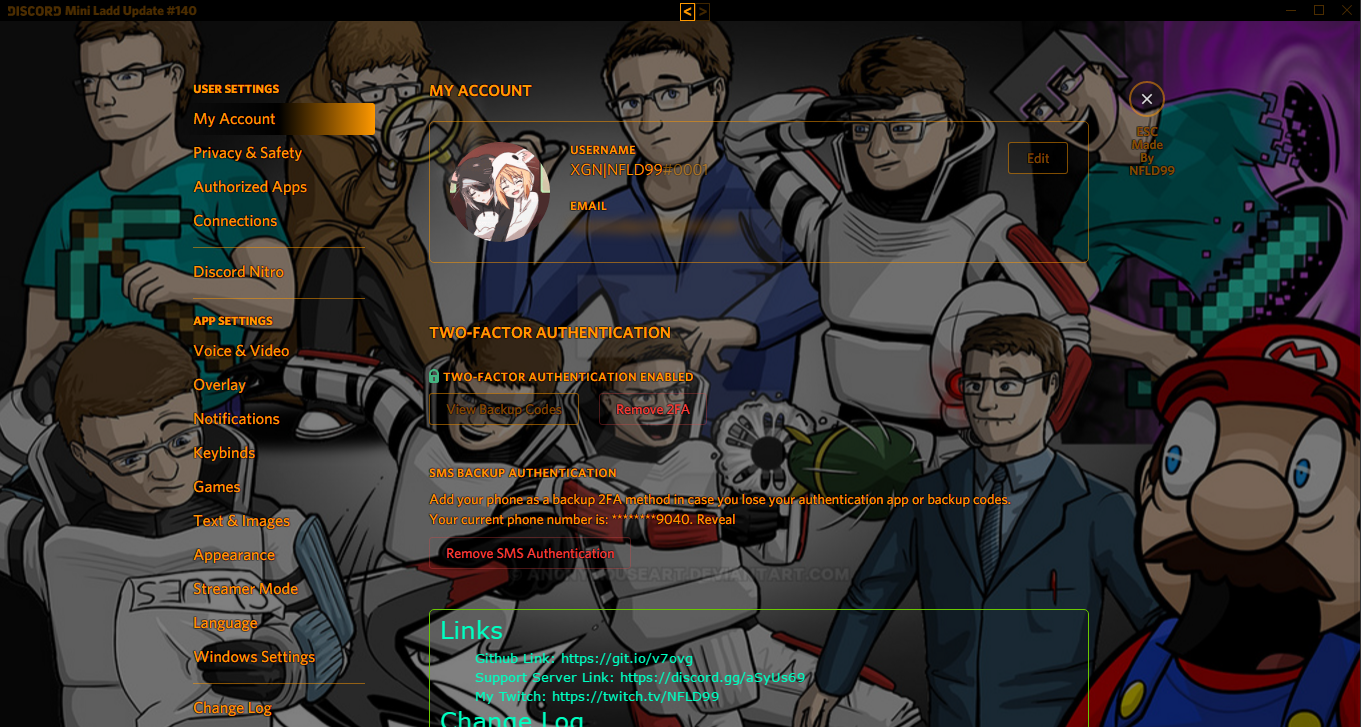 DISCORD Mini Ladd Update #140
< >
USER SETTINGS
My Account
Privacy & Safety
Authorized Apps
Connections
Discord Nitro
APP SETTINGS
Voice & Video
Overlay
Notifications
Keybinds
Games
Text & Images
Appearance
Streamer Mode
Language
Windows Settings
Change Log
MY ACCOUNT
USERNAME
XGN|NFLD99#0001
EMAIL
Edit
TWO-FACTOR AUTHENTICATION
TWO-FACTOR AUTHENTICATION ENABLED
View Backup Codes
Remove 2FA
SMS BACKUP AUTHENTICATION
Add your phone as a backup 2FA method in case you lose your authentication app or backup codes.
Your current phone number is: ********9040. Reveal
Remove SMS Authentication
Links
Github Link: https://git.io/v7ovg
Support Server Link: https://discord.gg/aSyUs69
My Twitch: https://twitch.tv/NFLD99
Change Log
ESC
Made
By
NFLD99